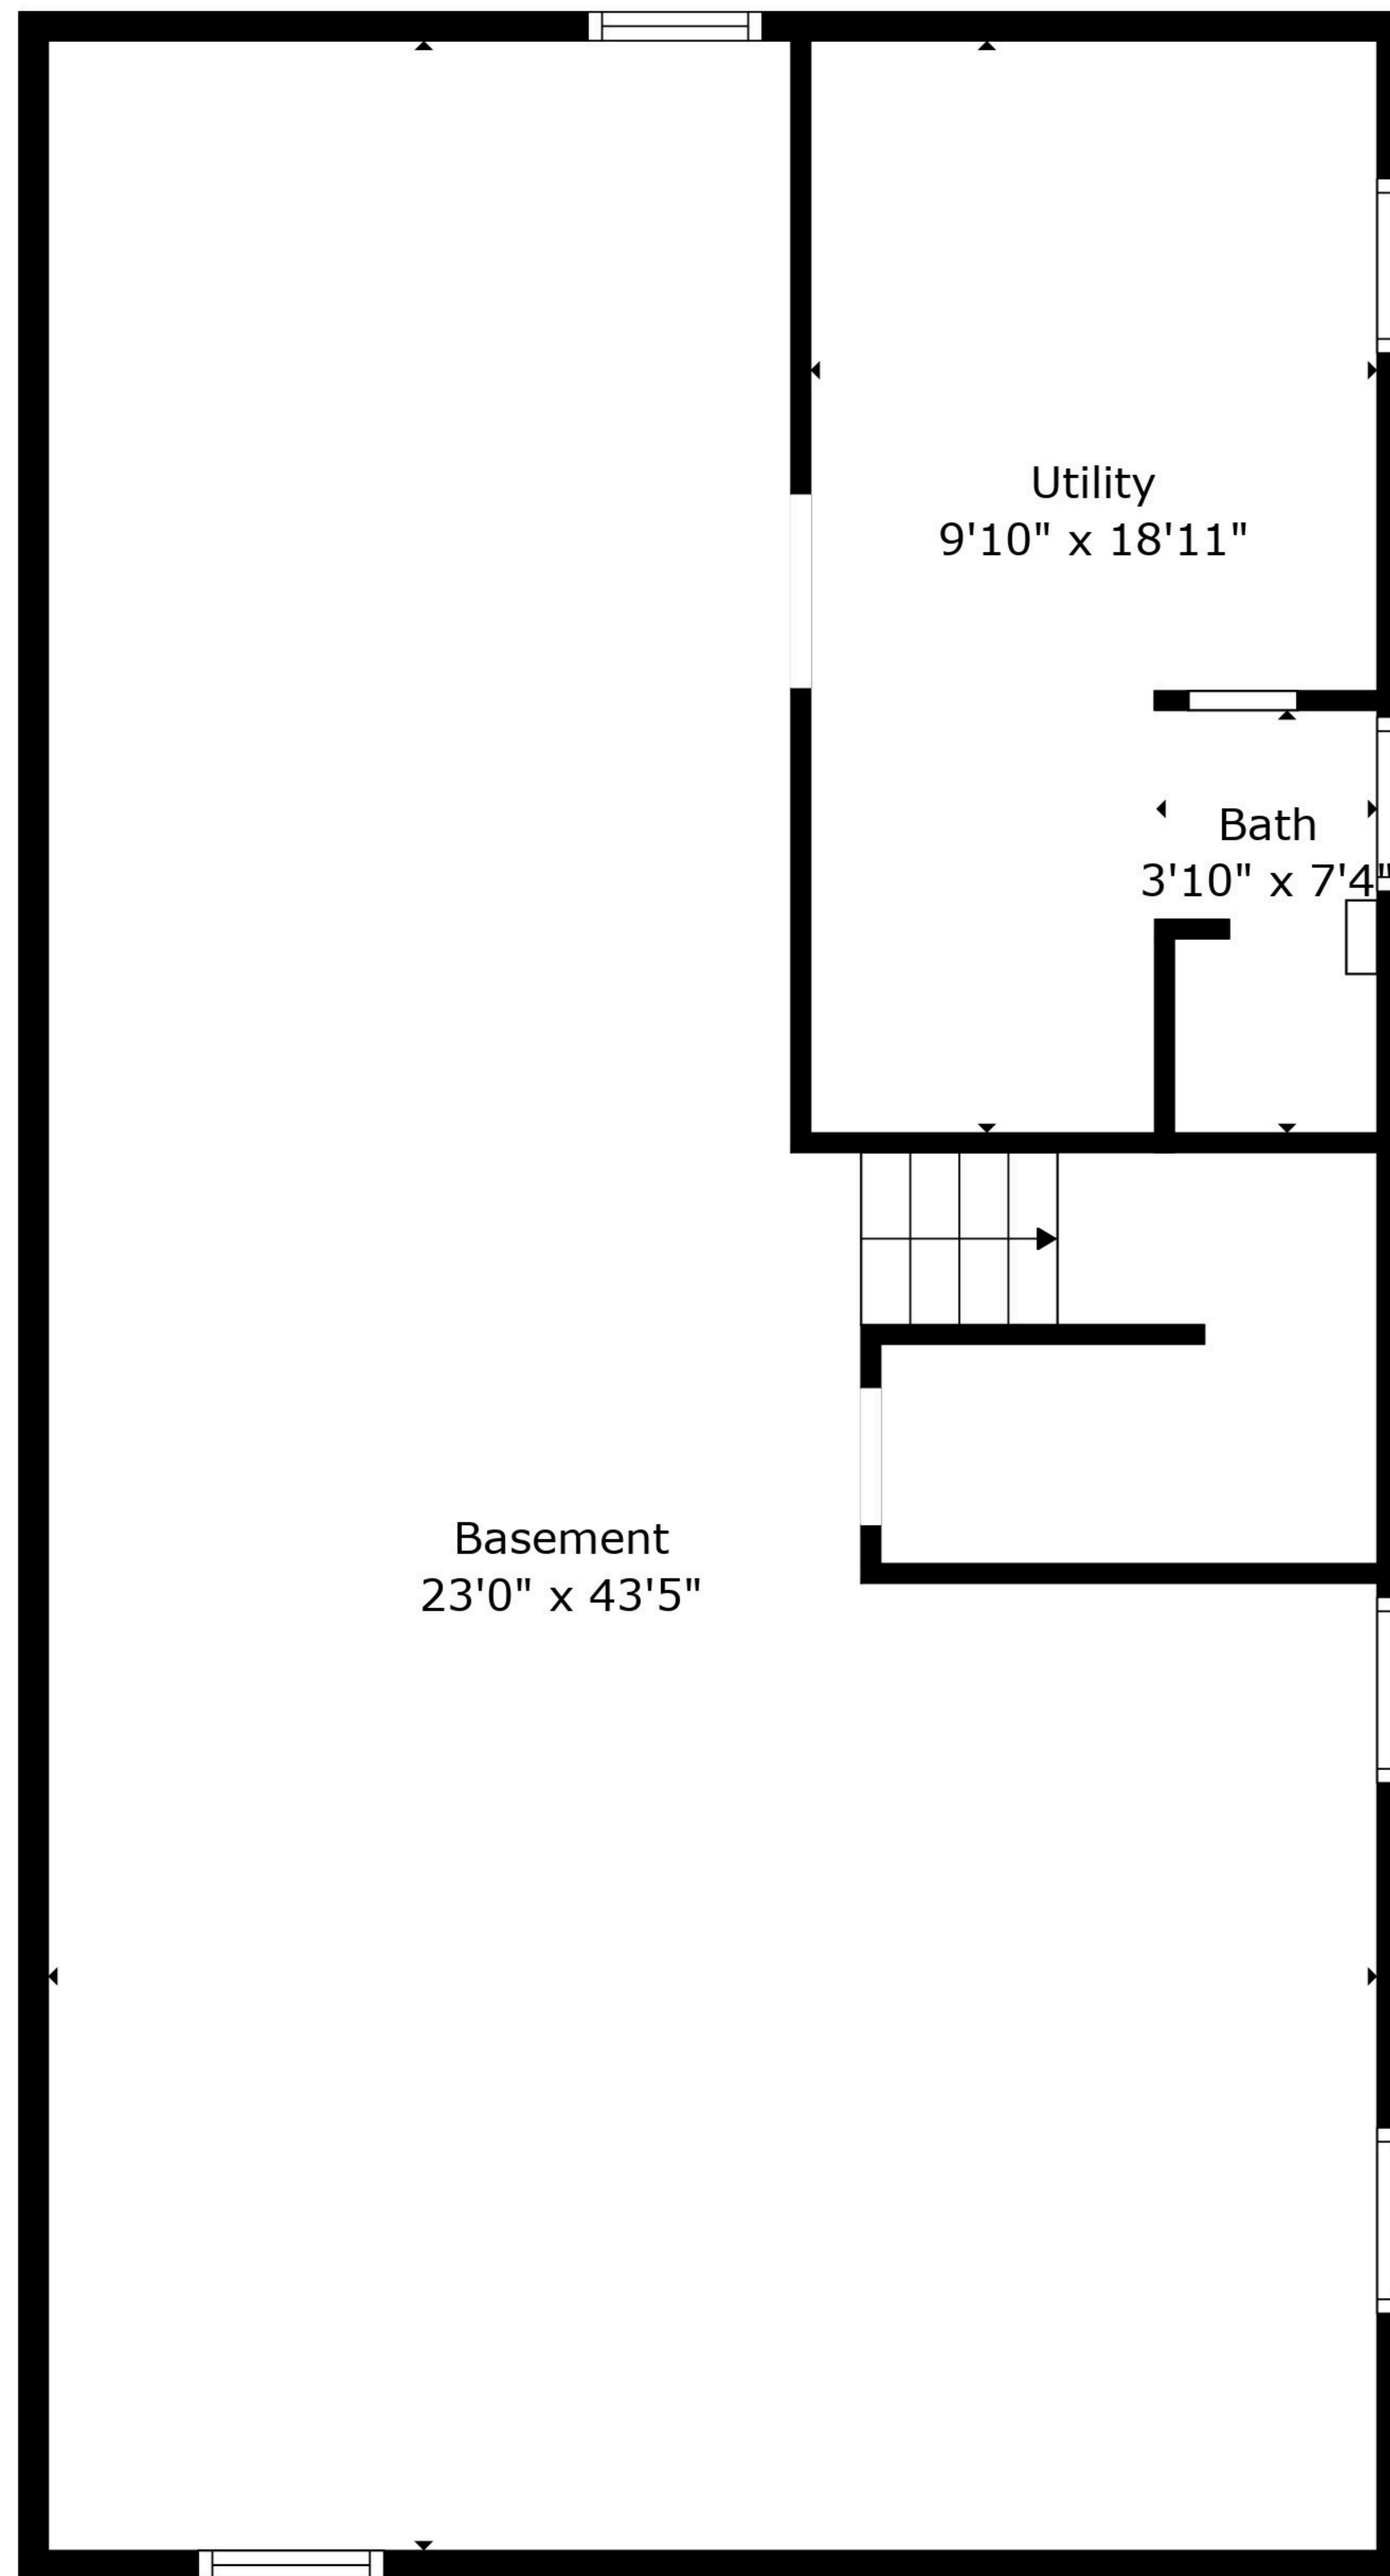 Utility
9'10" x 18'11"
Bath
3'10" x 7'4"
Basement
23'0" x 43'5"